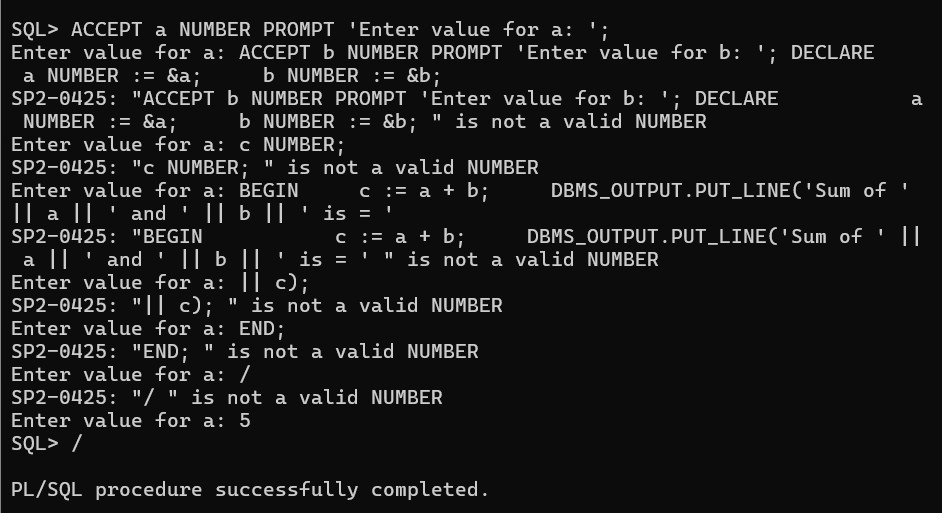 SQL> ACCEPT a NUMBER PROMPT 'Enter value for a: ';
Enter value for a: ACCEPT b NUMBER PROMPT 'Enter value for b: '; DECLARE
 a NUMBER := &a;     b NUMBER := &b;
SP2-0425: "ACCEPT b NUMBER PROMPT 'Enter value for b: '; DECLARE           a
 NUMBER := &a;     b NUMBER := &b; " is not a valid NUMBER
Enter value for a: c NUMBER;
SP2-0425: "c NUMBER; " is not a valid NUMBER
Enter value for a: BEGIN     c := a + b;     DBMS_OUTPUT.PUT_LINE('Sum of '
|| a || ' and ' || b || ' is = '
SP2-0425: "BEGIN           c := a + b;     DBMS_OUTPUT.PUT_LINE('Sum of ' ||
 a || ' and ' || b || ' is = ' " is not a valid NUMBER
Enter value for a: || c);
SP2-0425: "|| c); " is not a valid NUMBER
Enter value for a: END;
SP2-0425: "END; " is not a valid NUMBER
Enter value for a: /
SP2-0425: "/ " is not a valid NUMBER
Enter value for a: 5
SQL> /
PL/SQL procedure successfully completed.